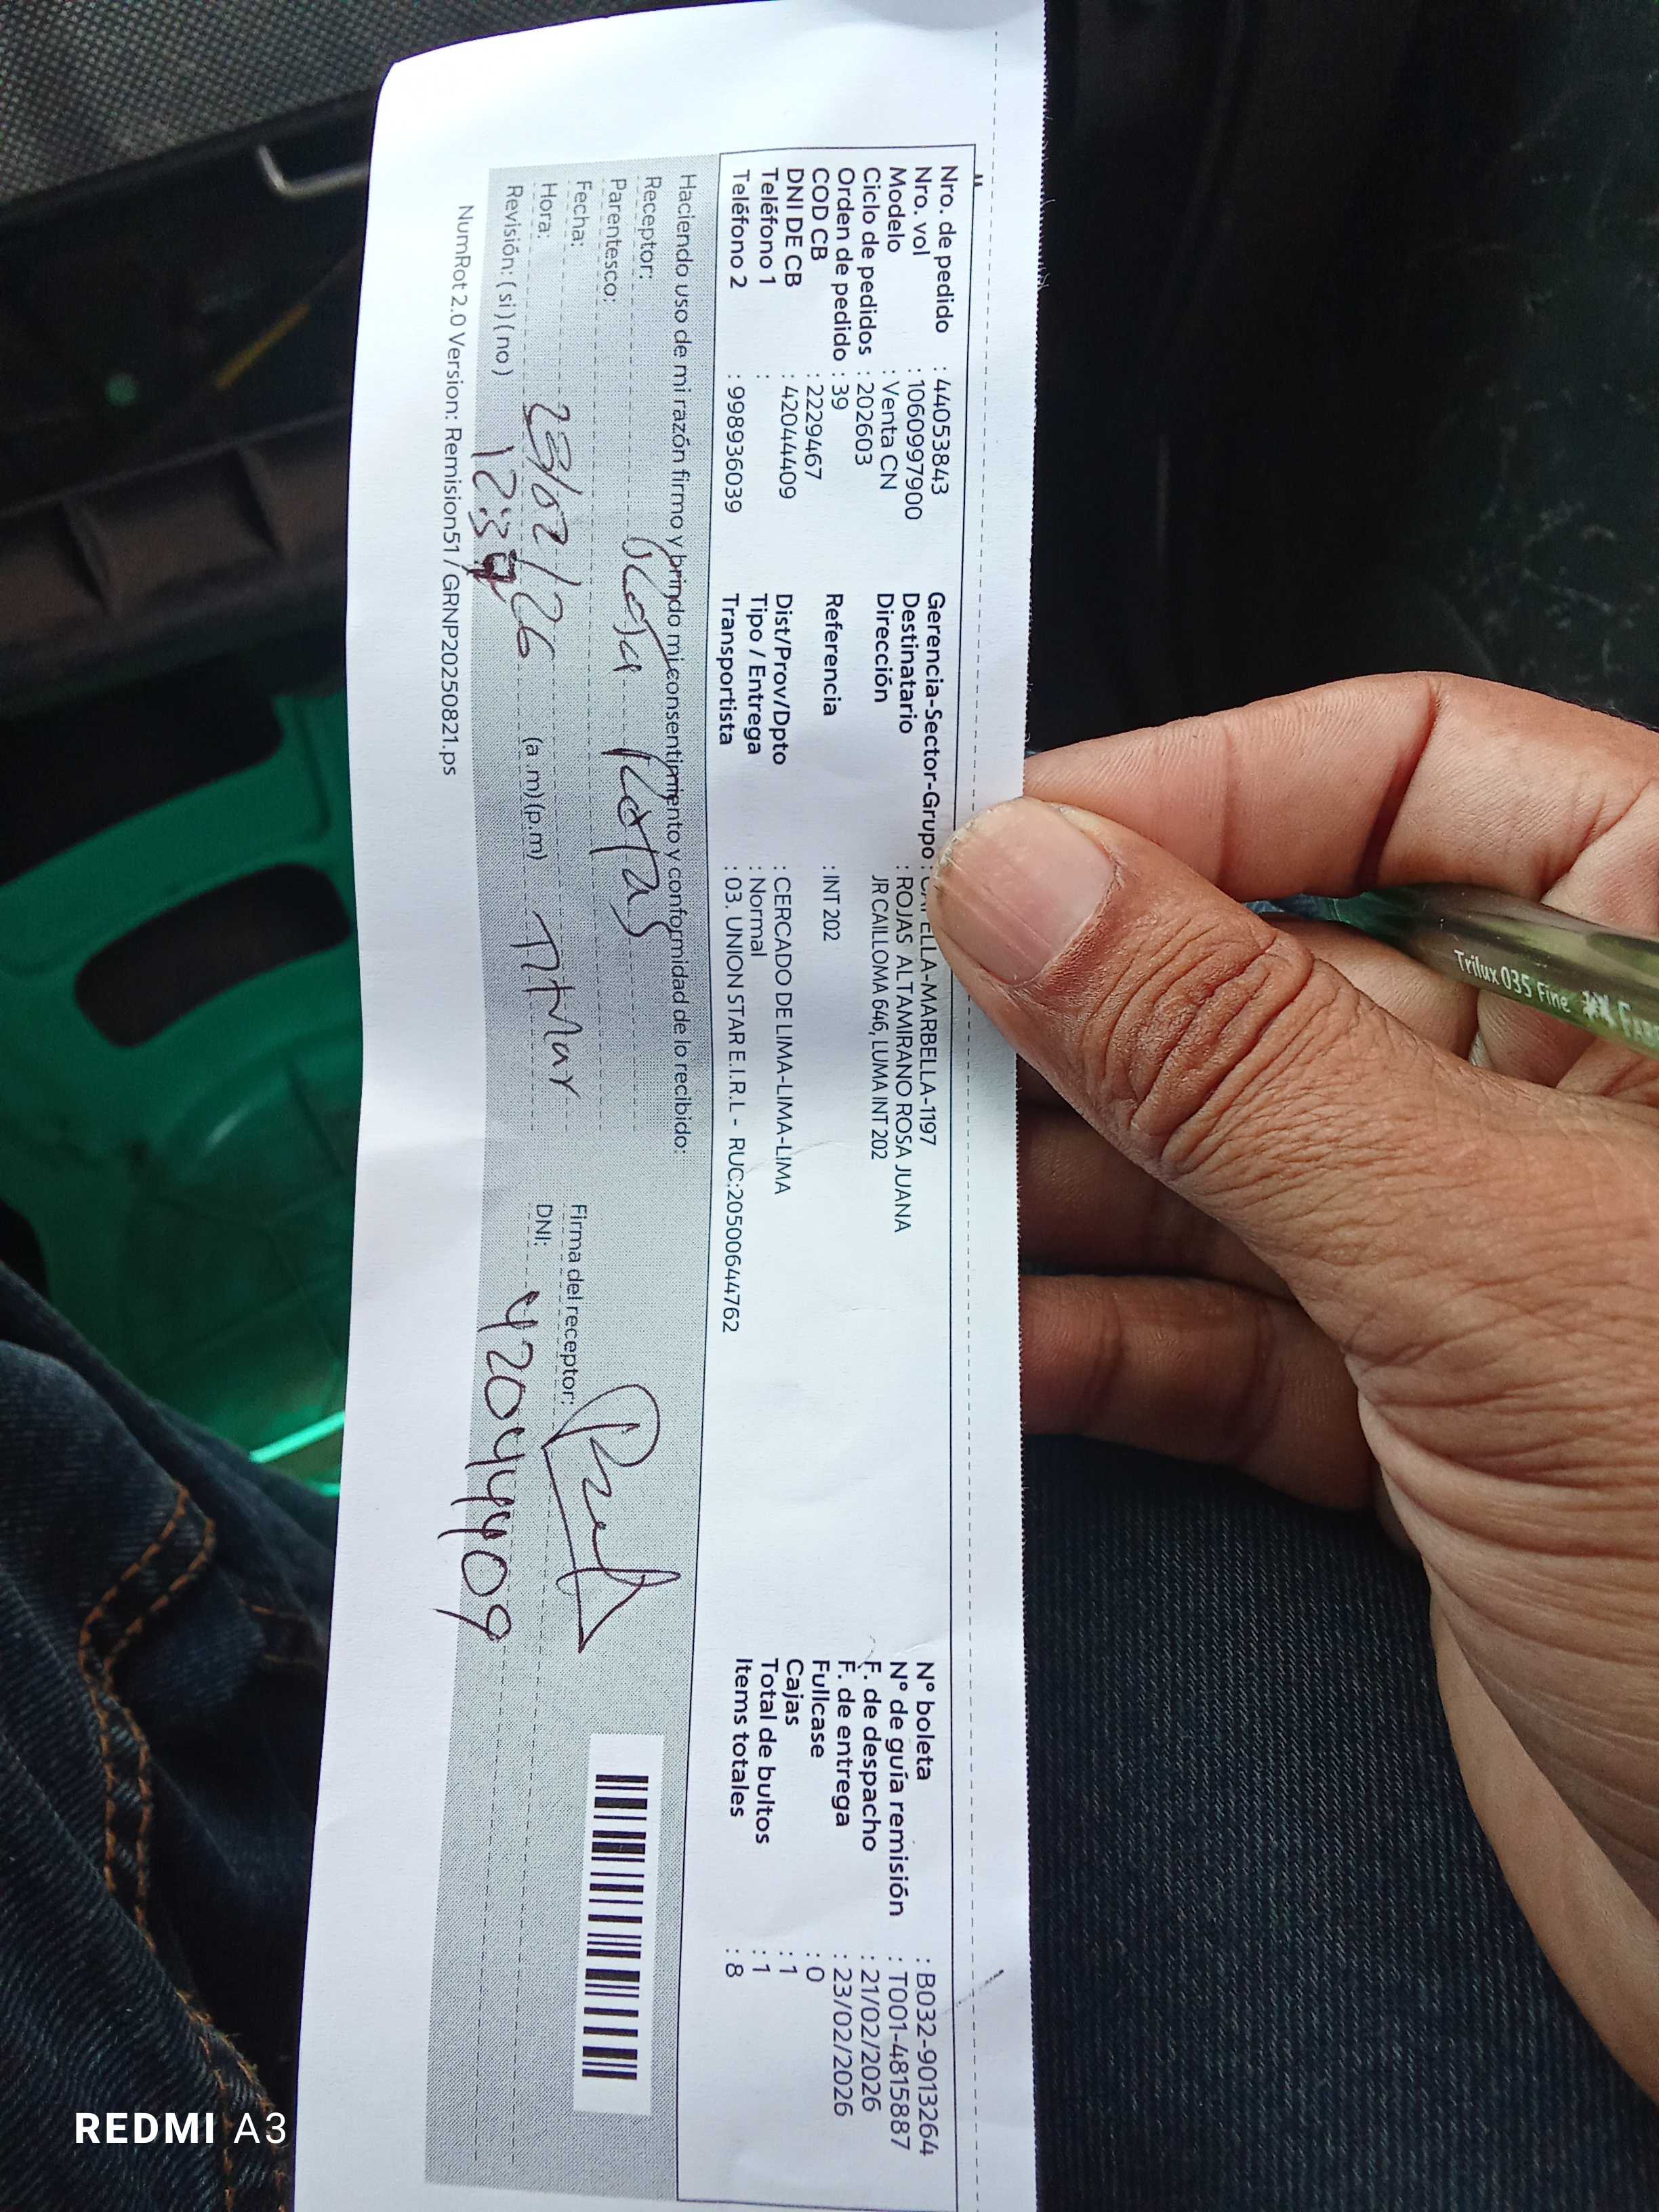 Nro. de pedido : 44053843
Nro. vol : 1060997900
Modelo : Venta CN
Ciclo de pedidos : 202603
Orden de pedido : 39
COD CB : 2229467
DNI DE CB : 42044409
Teléfono 1 :
Teléfono 2 : 998936039
Gerencia-Sector-Grupo : ELLA-MARBELLA-1197
Destinatario : ROJAS ALTAMIRANO ROSA JUANA
Dirección JR CAILLOMA 646, LUMA INT 202
Referencia : INT 202
Dist/Prov/Dpto : CERCADO DE LIMA-LIMA-LIMA
Tipo / Entrega : Normal
Transportista : 03. UNION STAR E.I.R.L - RUC:20500644762
N° boleta : B032-9013264
N° de guía remisión : T001-4815887
F. de despacho : 21/02/2026
F. de entrega : 23/02/2026
Fullcase : 0
Cajas : 1
Total de bultos : 1
Items totales : 8
Haciendo uso de mi razón firmo y brindo mi consentimiento y conformidad de lo recibido:
Receptor: Rosa Rojas
Parentesco:
Fecha: 23/02/26 Titular
Hora: 12:30 (a.m) (p.m)
Revisión: ( si ) ( no )
Firma del receptor:
DNI: 42044409
NumRot 2.0 Version: Remision51 / GRNP20250821.ps
Trilux 035 Fine
REDMI A3